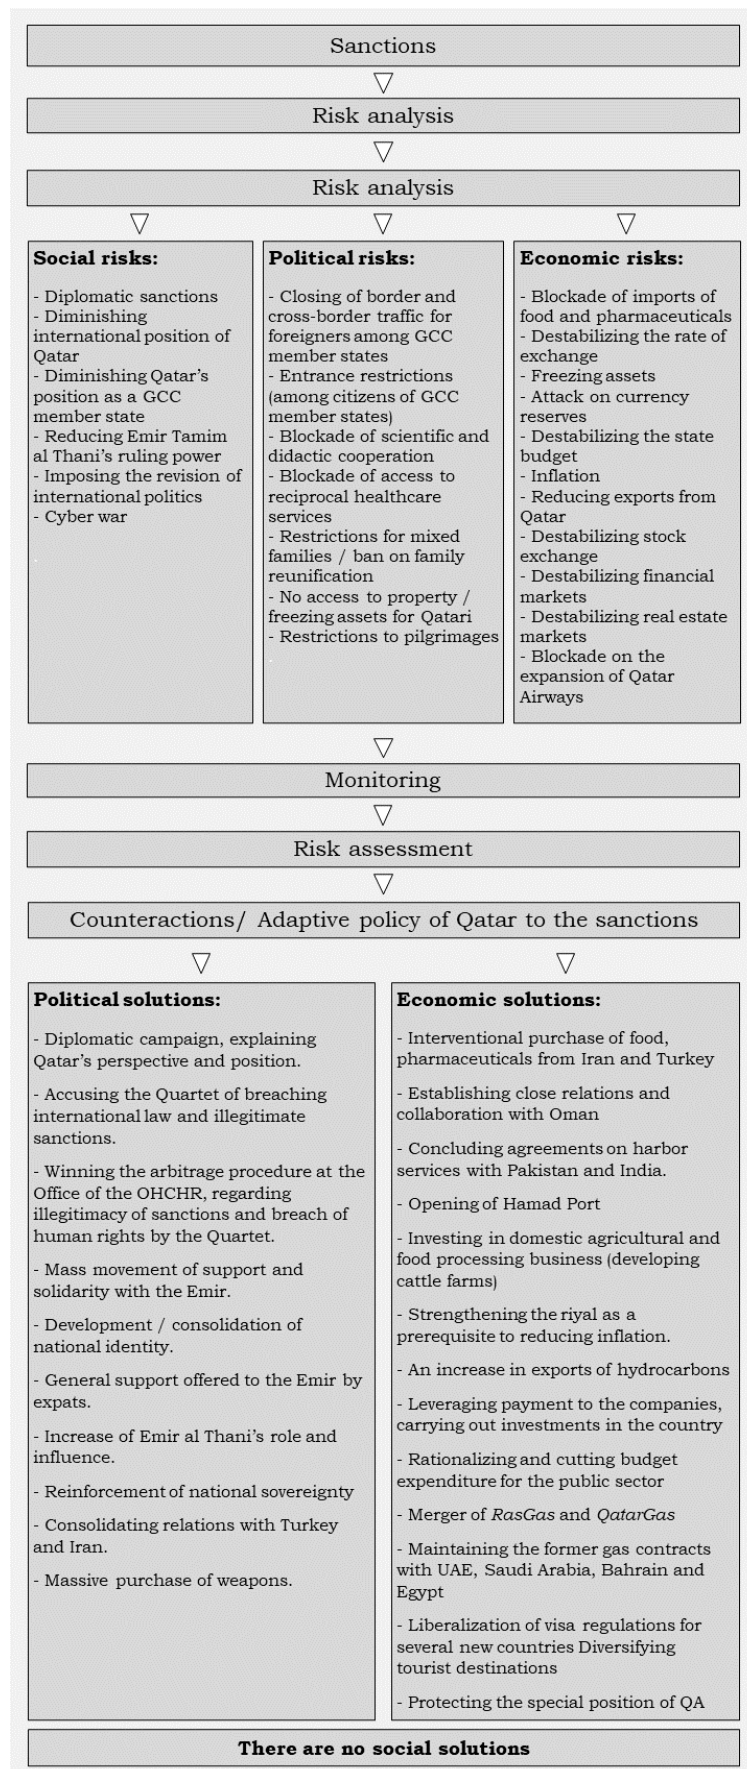 Sanctions
Risk analysis
Risk analysis
Social risks:
- Diplomatic sanctions
- Diminishing
international position of
Qatar
- Diminishing Qatar's
position as a GCC
member state
- Reducing Emir Tamim
al Thani's ruling power
- Imposing the revision of
international politics
- Cyber war
.
Political risks:
- Closing of border and
cross-border traffic for
foreigners among GCC
member states
- Entrance restrictions
(among citizens of GCC
member states)
- Blockade of scientific and
didactic cooperation
- Blockade of access to
reciprocal healthcare
services
- Restrictions for mixed
families / ban on family
reunification
- No access to property /
freezing assets for Qatari
- Restrictions to pilgrimages
.
Economic risks:
- Blockade of imports of
food and pharmaceuticals
- Destabilizing the rate of
exchange
- Freezing assets
- Attack on currency
reserves
- Destabilizing the state
budget
- Inflation
- Reducing exports from
Qatar
- Destabilizing stock
exchange
- Destabilizing financial
markets
- Destabilizing real estate
markets
- Blockade on the
expansion of Qatar
Airways
Monitoring
Risk assessment
Counteractions/ Adaptive policy of Qatar to the sanctions
Political solutions:
- Diplomatic campaign, explaining
Qatar's perspective and position.
- Accusing the Quartet of breaching
international law and illegitimate
sanctions.
- Winning the arbitrage procedure at the
Office of the OHCHR, regarding
illegitimacy of sanctions and breach of
human rights by the Quartet.
- Mass movement of support and
solidarity with the Emir.
- Development / consolidation of
national identity.
- General support offered to the Emir by
expats.
- Increase of Emir al Thani's role and
influence.
- Reinforcement of national sovereignty
- Consolidating relations with Turkey
and Iran.
- Massive purchase of weapons.
Economic solutions:
- Interventional purchase of food,
pharmaceuticals from Iran and Turkey
- Establishing close relations and
collaboration with Oman
- Concluding agreements on harbor
services with Pakistan and India.
- Opening of Hamad Port
- Investing in domestic agricultural and
food processing business (developing
cattle farms)
- Strengthening the riyal as a
prerequisite to reducing inflation.
- An increase in exports of hydrocarbons
- Leveraging payment to the companies,
carrying out investments in the country
- Rationalizing and cutting budget
expenditure for the public sector
- Merger of RasGas and QatarGas
- Maintaining the former gas contracts
with UAE, Saudi Arabia, Bahrain and
Egypt
- Liberalization of visa regulations for
several new countries Diversifying
tourist destinations
- Protecting the special position of QA
There are no social solutions